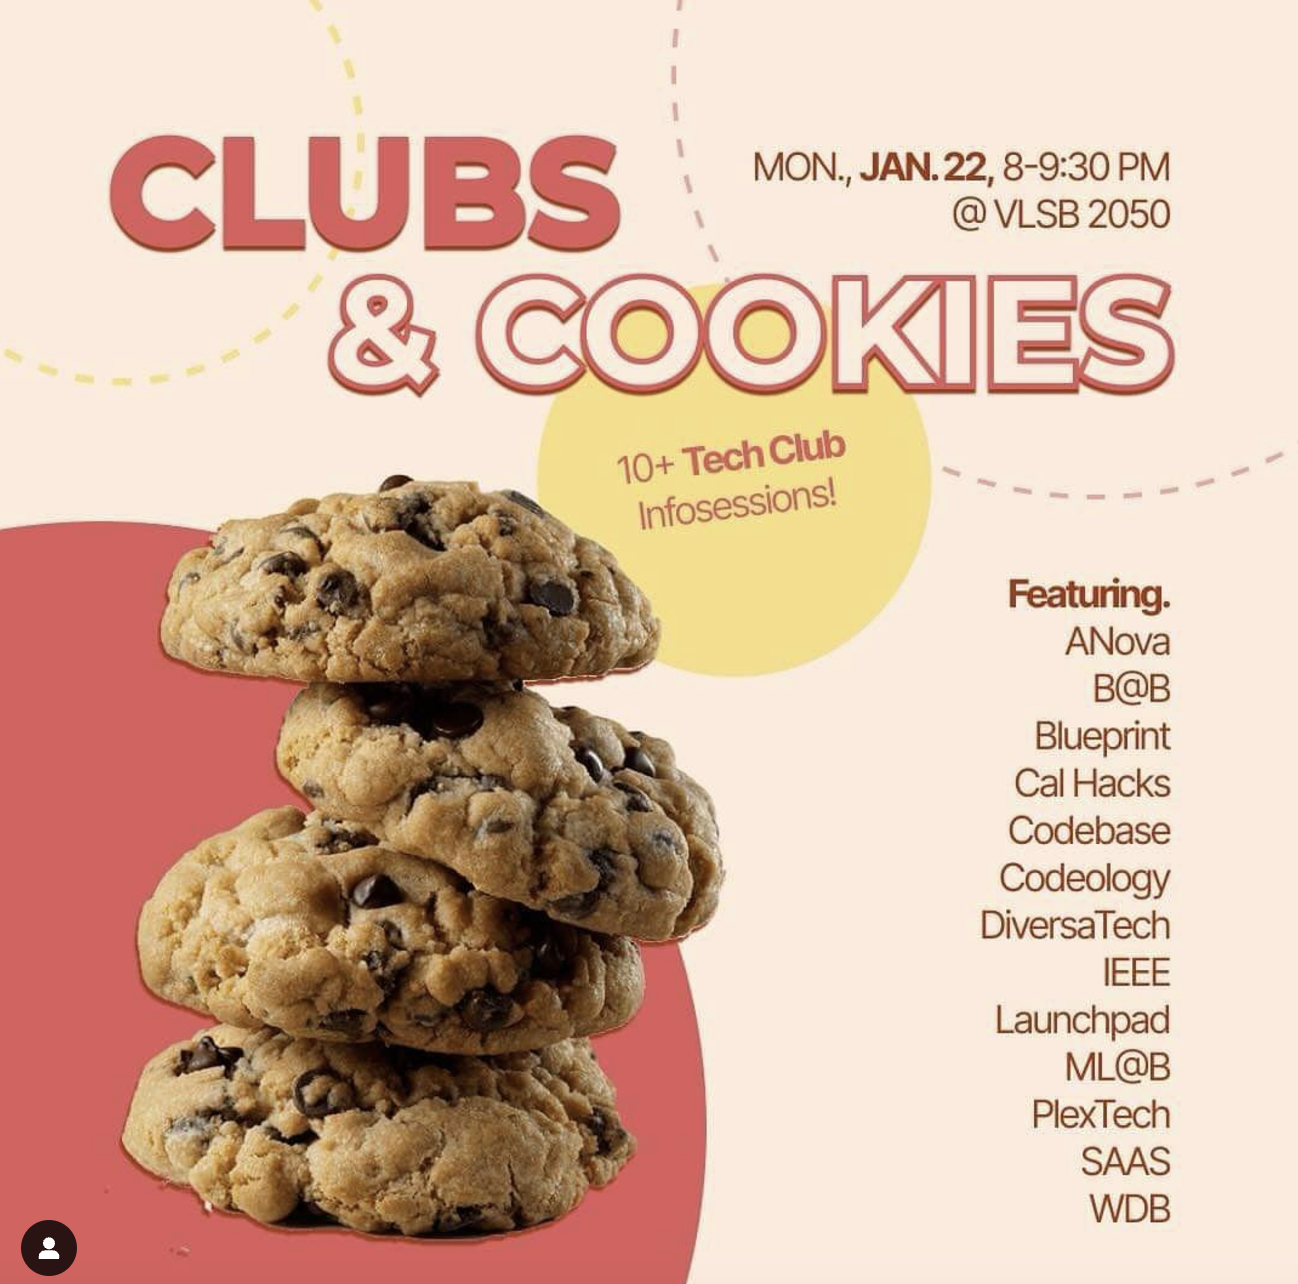 CLUBS
& COOKIES
MON., JAN. 22, 8-9:30 PM
@ VLSB 2050
10+ Tech Club
Infosessions!
Featuring.
ANova
B@B
Blueprint
Cal Hacks
Codebase
Codeology
DiversaTech
IEEE
Launchpad
ML@B
PlexTech
SAAS
WDB